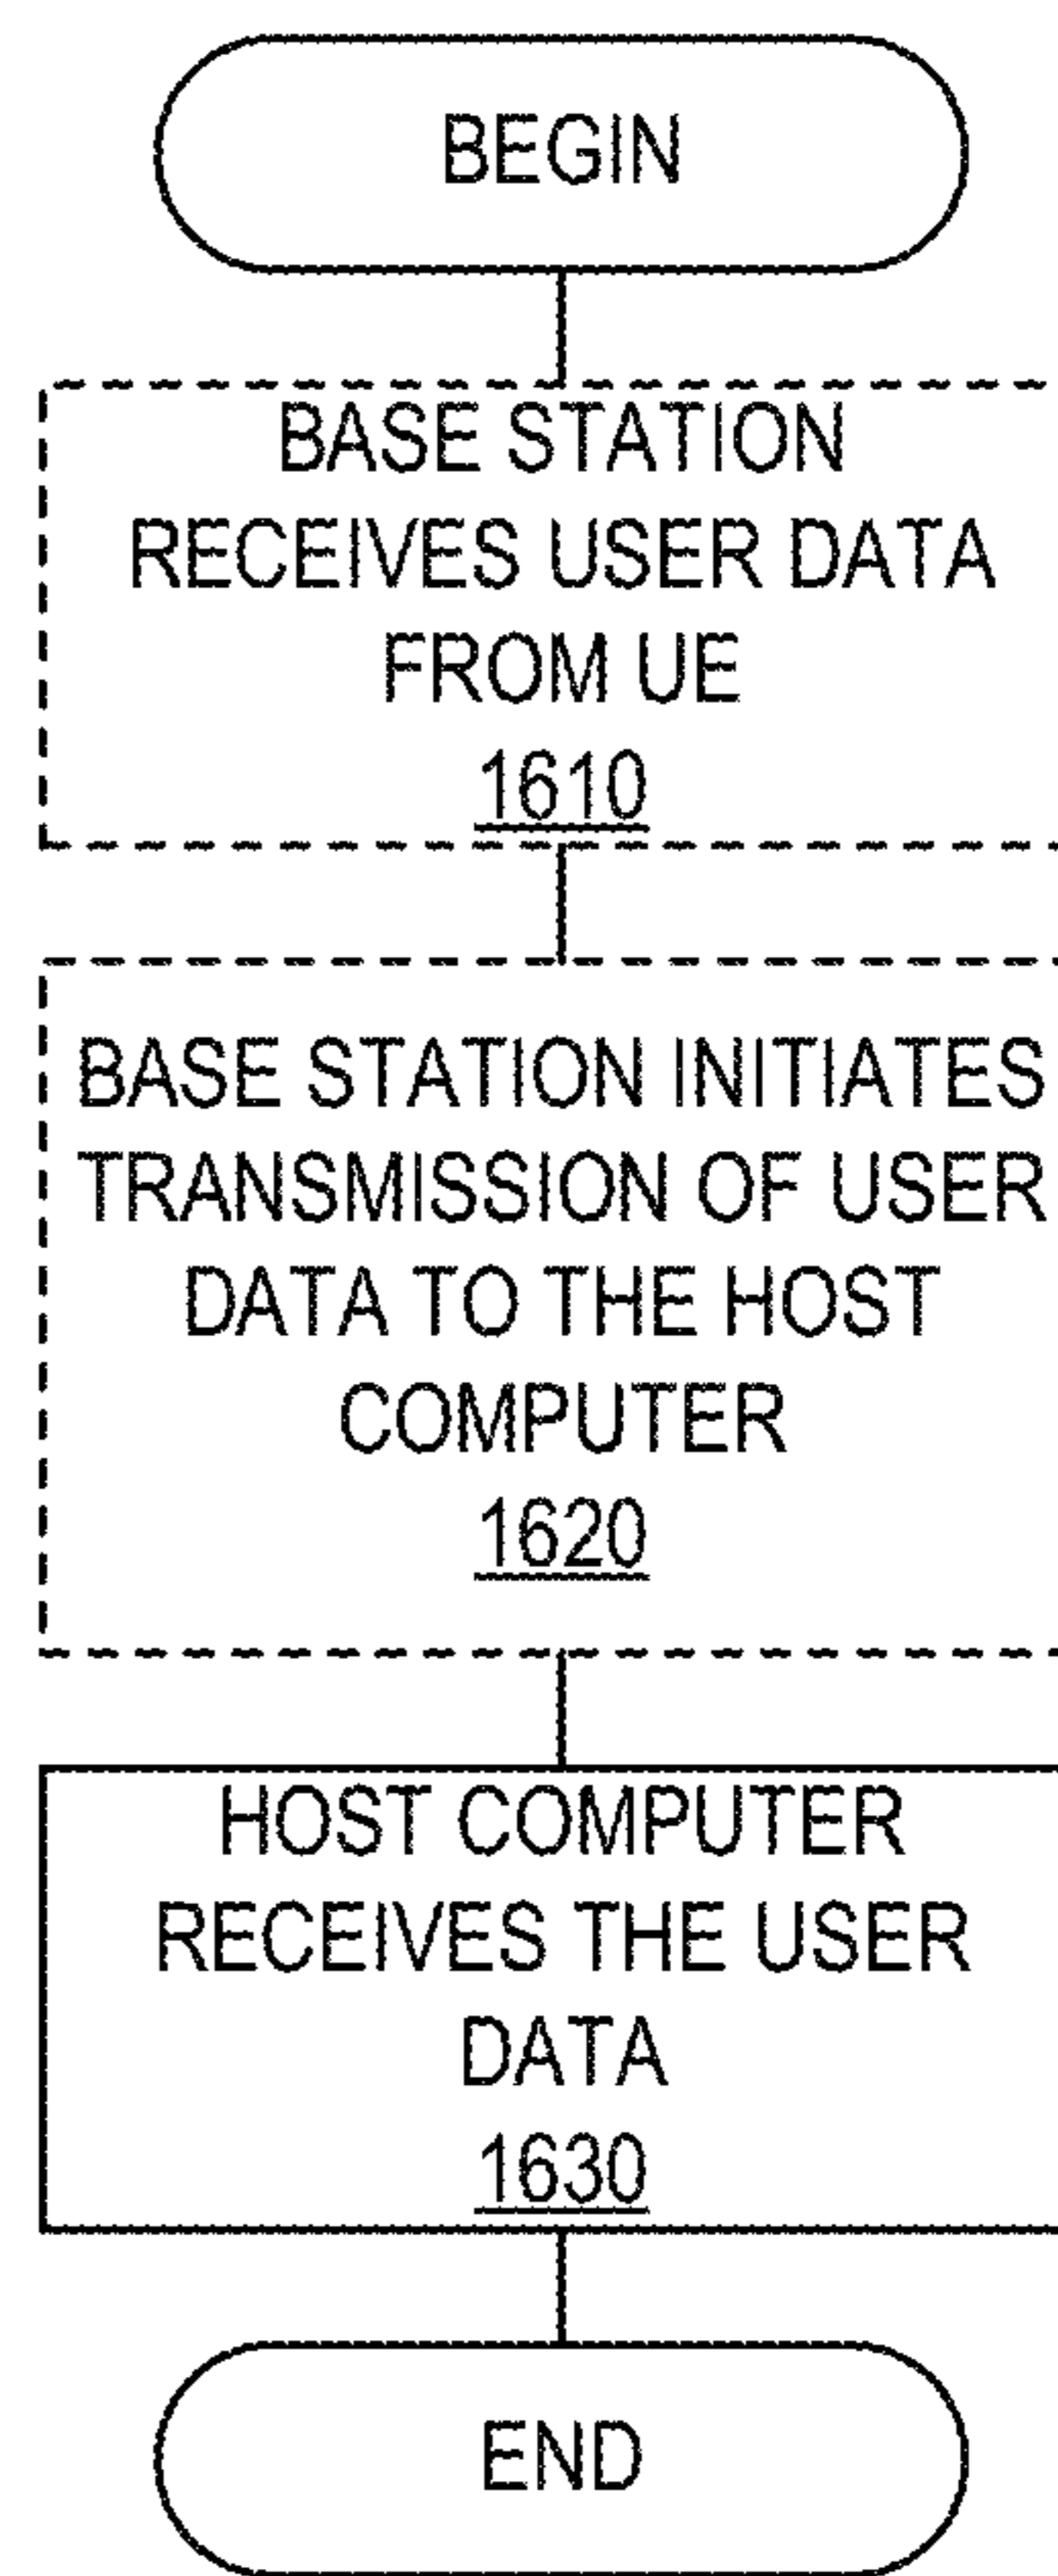 BEGIN
BASE STATION
RECEIVES USER DATA
FROM UE
1610
BASE STATION INITIATES
TRANSMISSION OF USER
DATA TO THE HOST
COMPUTER
1620
HOST COMPUTER
RECEIVES THE USER
DATA
1630
END